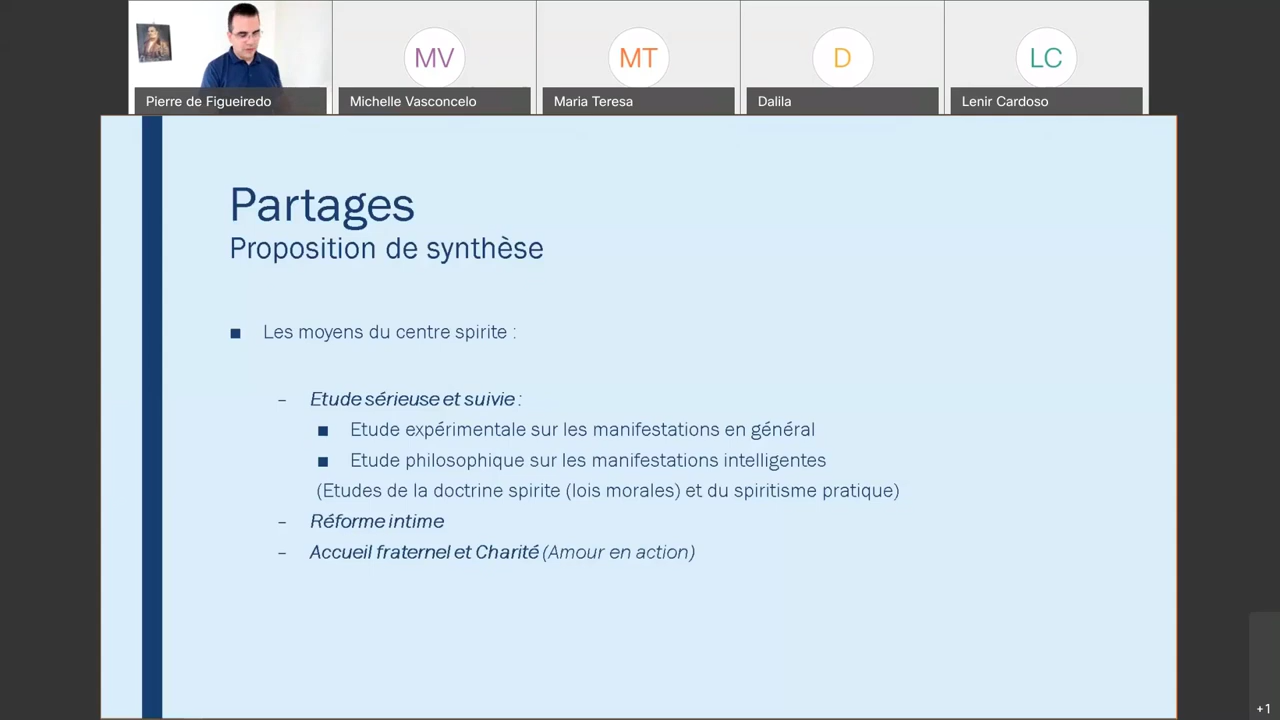 MV
MT
D
LC
Pierre de Figueiredo
Michelle Vasconcelo
Maria Teresa
Dalila
Lenir Cardoso
Partages
Proposition de synthèse
■ Les moyens du centre spirite :
– Etude sérieuse et suivie :
■ Etude expérimentale sur les manifestations en général
■ Etude philosophique sur les manifestations intelligentes
(Etudes de la doctrine spirite (lois morales) et du spiritisme pratique)
– Réforme intime
– Accueil fraternel et Charité (Amour en action)
+1